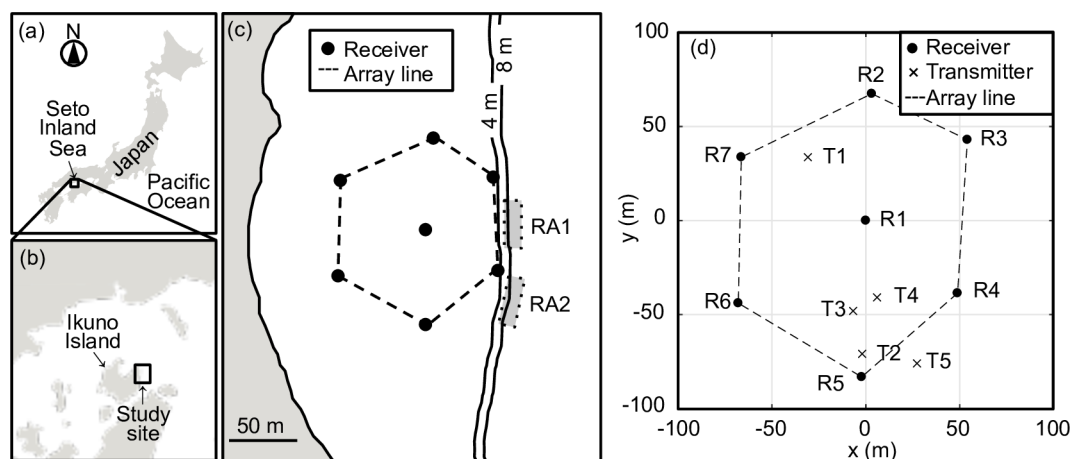 (a)
N
Seto
Inland
Sea
Japan
Pacific
Ocean
(b)
Ikuno
Island
Study
site
(c)
Receiver
Array line
8 m
4 m
RA1
RA2
50 m
(d)
Receiver
Transmitter
Array line
R2
R3
R7
T1
R1
R6
T3
T4
R4
T2
R5
T5
100
50
0
-50
-100
y (m)
-100
-50
0
50
100
x (m)